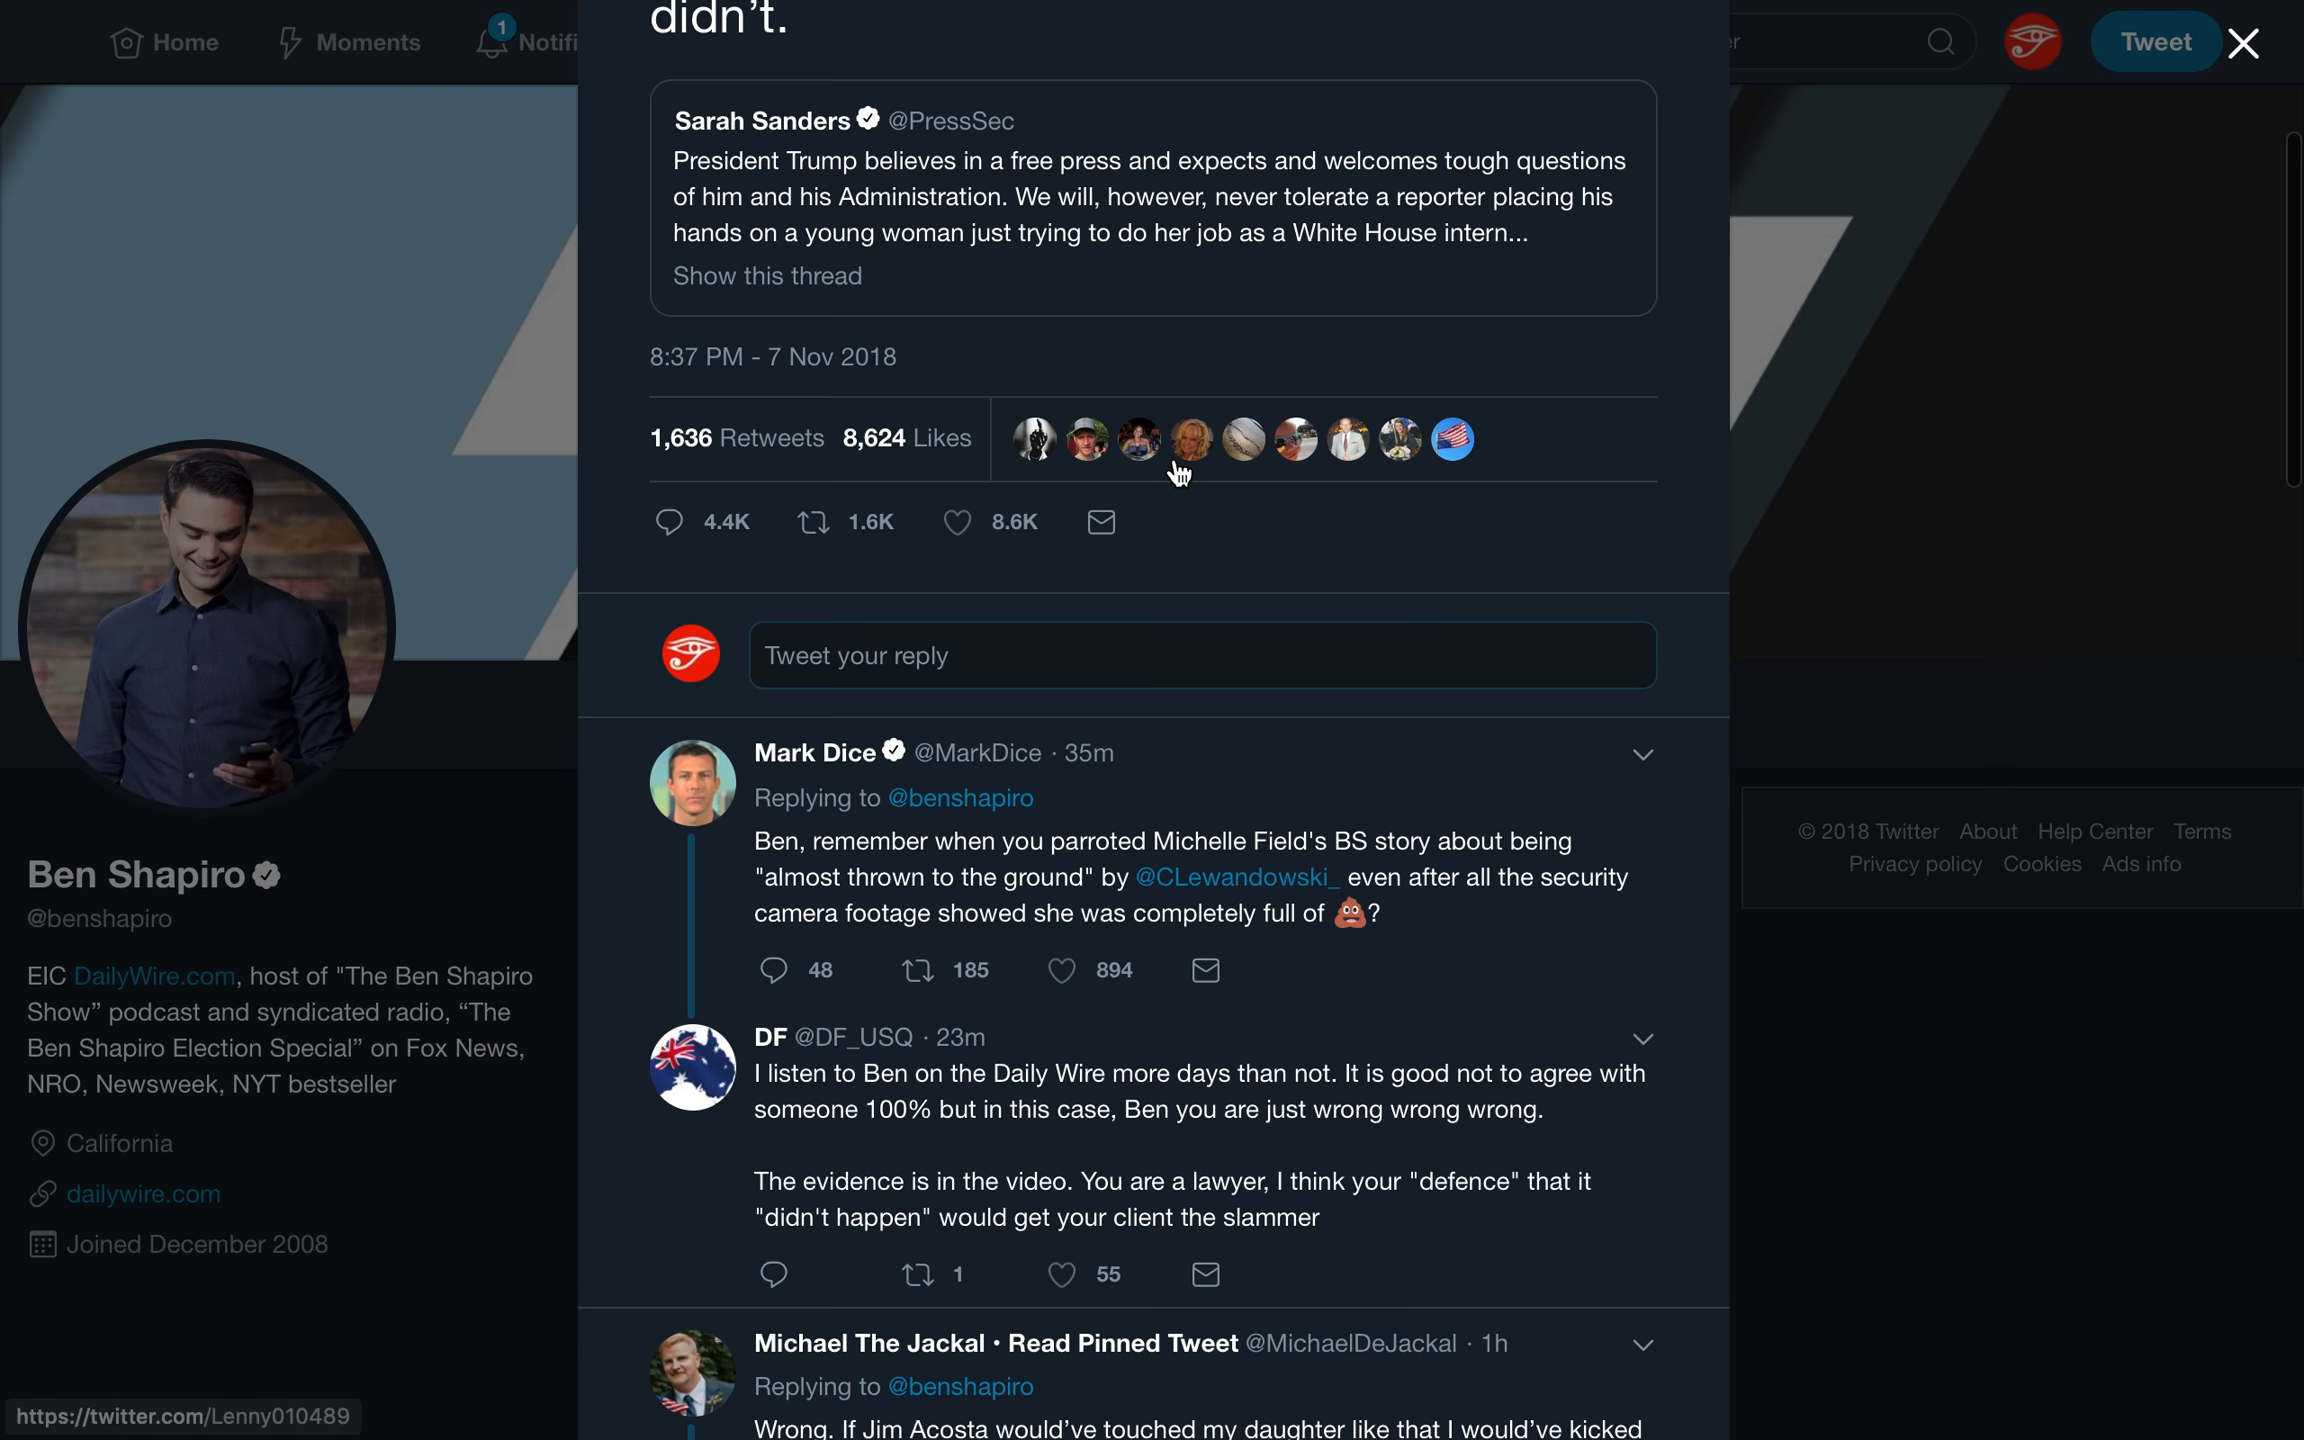 didn't.
Home
Moments
1
Notifi
Tweet
Sarah Sanders @PressSec
President Trump believes in a free press and expects and welcomes tough questions
of him and his Administration. We will, however, never tolerate a reporter placing his
hands on a young woman just trying to do her job as a White House intern...
Show this thread
8:37 PM - 7 Nov 2018
1,636 Retweets 8,624 Likes
4.4K 1.6K 8.6K
Tweet your reply
Mark Dice @MarkDice · 35m
Replying to @benshapiro
Ben, remember when you parroted Michelle Field's BS story about being
"almost thrown to the ground" by @CLewandowski_ even after all the security
camera footage showed she was completely full of 💩?
48 185 894
DF @DF_USQ · 23m
I listen to Ben on the Daily Wire more days than not. It is good not to agree with
someone 100% but in this case, Ben you are just wrong wrong wrong.
The evidence is in the video. You are a lawyer, I think your "defence" that it
"didn't happen" would get your client the slammer
1 55
Michael The Jackal • Read Pinned Tweet @MichaelDeJackal · 1h
Replying to @benshapiro
Wrong. If Jim Acosta would've touched my daughter like that I would've kicked
Ben Shapiro
@benshapiro
EIC DailyWire.com, host of "The Ben Shapiro
Show” podcast and syndicated radio, “The
Ben Shapiro Election Special” on Fox News,
NRO, Newsweek, NYT bestseller
California
dailywire.com
Joined December 2008
https://twitter.com/Lenny010489
© 2018 Twitter About Help Center Terms
Privacy policy Cookies Ads info